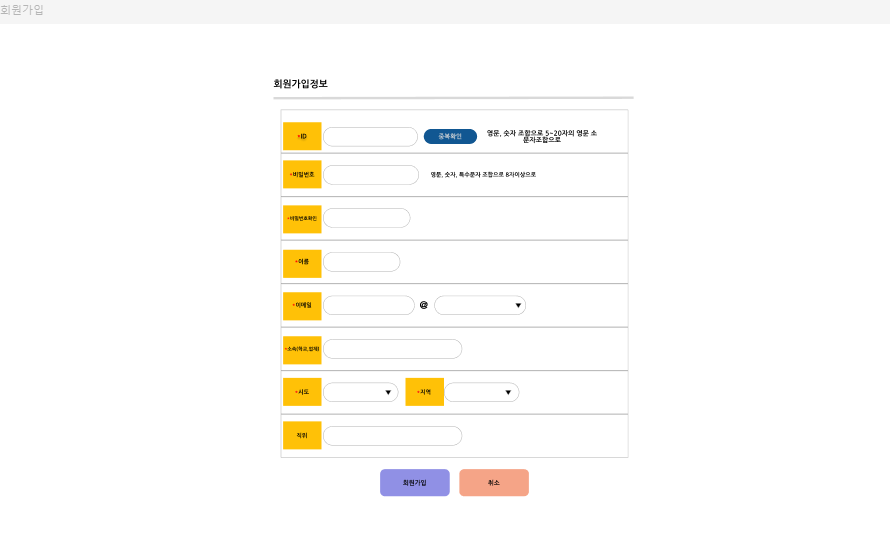 회원가입
회원가입정보
*ID
중복확인
영문, 숫자 조합으로 5~20자의 영문 소
문자조합으로
*비밀번호
영문, 숫자, 특수문자 조합으로 8자이상으로
*비밀번호확인
*이름
*이메일
@
*소속(학교,업체)
*시도
*지역
직위
회원가입
취소